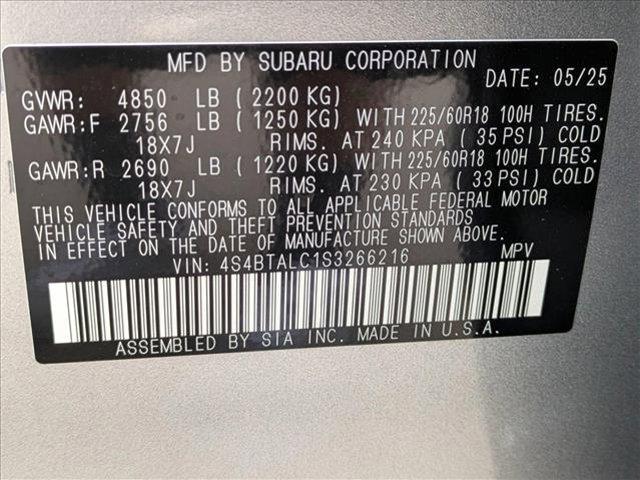 MFD BY SUBARU CORPORATION
DATE: 05/25
GVWR: 4850 LB ( 2200 KG)
GAWR:F 2756 LB ( 1250 KG) WITH 225/60R18 100H TIRES.
18X7J RIMS. AT 240 KPA ( 35 PSI) COLD
GAWR:R 2690 LB ( 1220 KG) WITH 225/60R18 100H TIRES.
18X7J RIMS. AT 230 KPA ( 33 PSI) COLD
THIS VEHICLE CONFORMS TO ALL APPLICABLE FEDERAL MOTOR
VEHICLE SAFETY AND THEFT PREVENTION STANDARDS
IN EFFECT ON THE DATE OF MANUFACTURE SHOWN ABOVE.
VIN: 4S4BTALC1S3266216 MPV
ASSEMBLED BY SIA INC. MADE IN U.S.A.